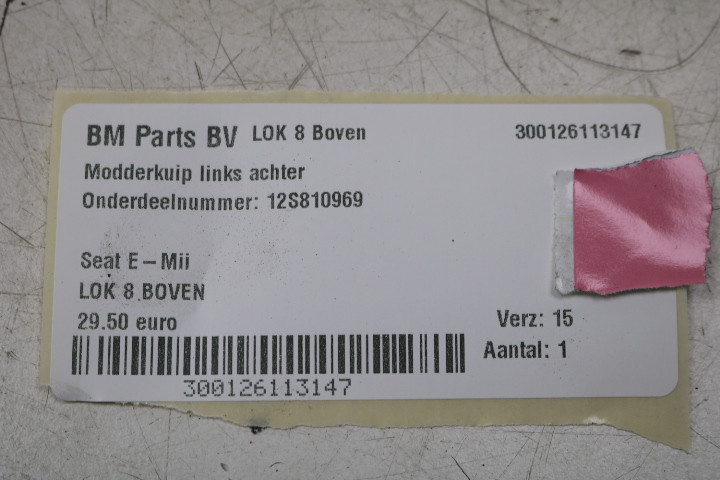 BM Parts BV LOK 8 Boven 300126113147
Modderkuip links achter
Onderdeelnummer: 12S810969
Seat E-Mii
LOK 8 BOVEN
29.50 euro
Verz: 15
Aantal: 1
300126113147